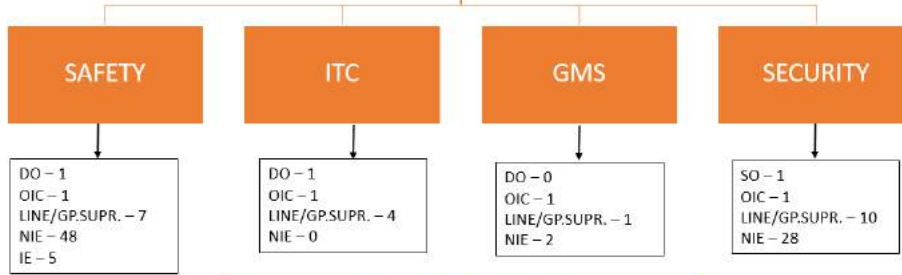 SAFETY
ITC
GMS
SECURITY
DO – 1
OIC – 1
LINE/GP.SUPR. – 7
NIE – 48
IE – 5
DO – 1
OIC – 1
LINE/GP.SUPR. – 4
NIE – 0
DO – 0
OIC – 1
LINE/GP.SUPR. – 1
NIE – 2
SO – 1
OIC – 1
LINE/GP.SUPR. – 10
NIE – 28